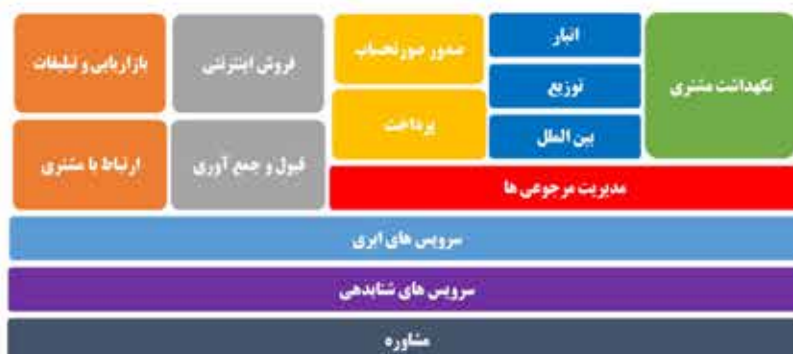 نگهداشت مشتری
انبار
توزیع
بین الملل
صدور صورتحساب
پرداخت
فروش اینترنتی
قبول و جمع آوری
بازاریابی و تبلیغات
ارتباط با مشتری
مدیریت مرجوعی ها
سرویس های ابری
سرویس های شتابدهی
مشاوره